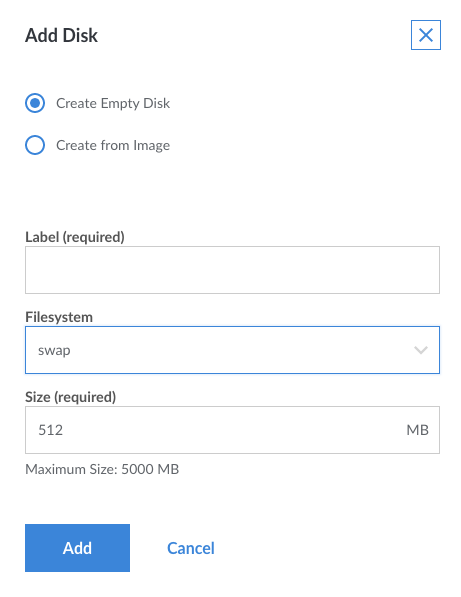 Add Disk
Create Empty Disk
Create from Image
Label (required)
Filesystem
swap
Size (required)
512 MB
Maximum Size: 5000 MB
Add Cancel